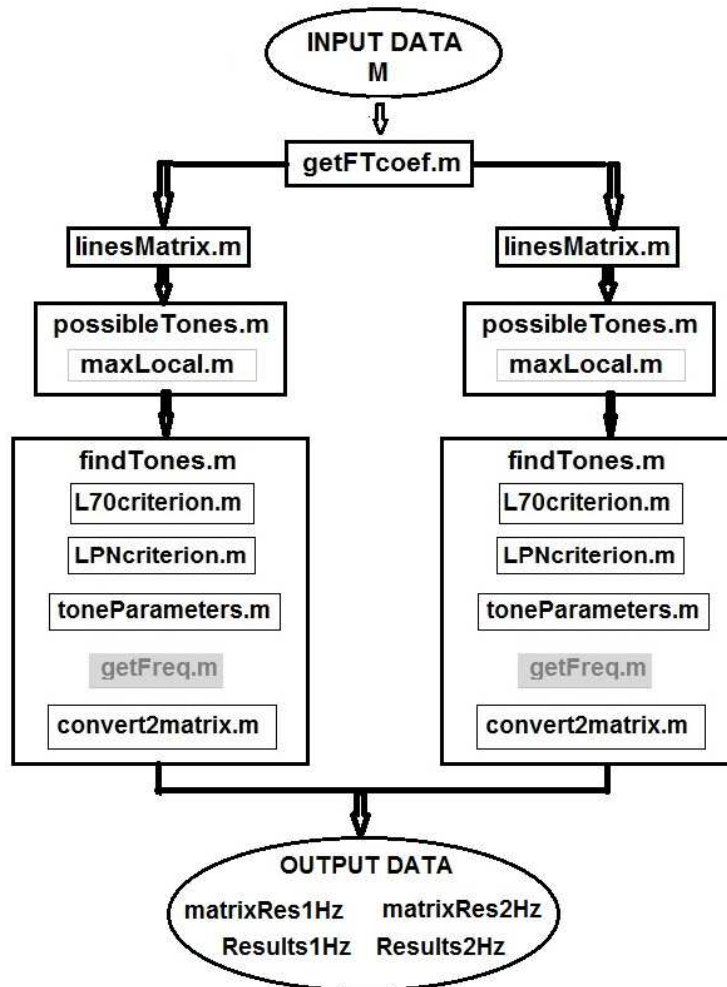 INPUT DATA
M
getFTcoef.m
linesMatrix.m
linesMatrix.m
possibleTones.m
maxLocal.m
possibleTones.m
maxLocal.m
findTones.m
L70criterion.m
LPNcriterion.m
toneParameters.m
getFreq.m
convert2matrix.m
findTones.m
L70criterion.m
LPNcriterion.m
toneParameters.m
getFreq.m
convert2matrix.m
OUTPUT DATA
matrixRes1Hz matrixRes2Hz
Results1Hz Results2Hz